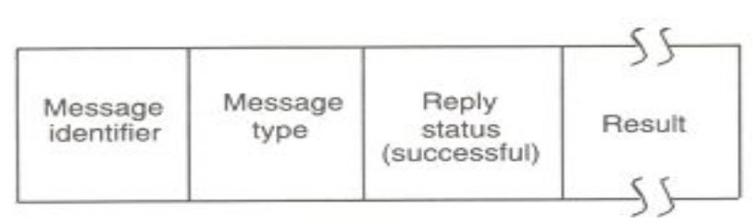 Message
identifier
Message
type
Reply
status
(successful)
Result